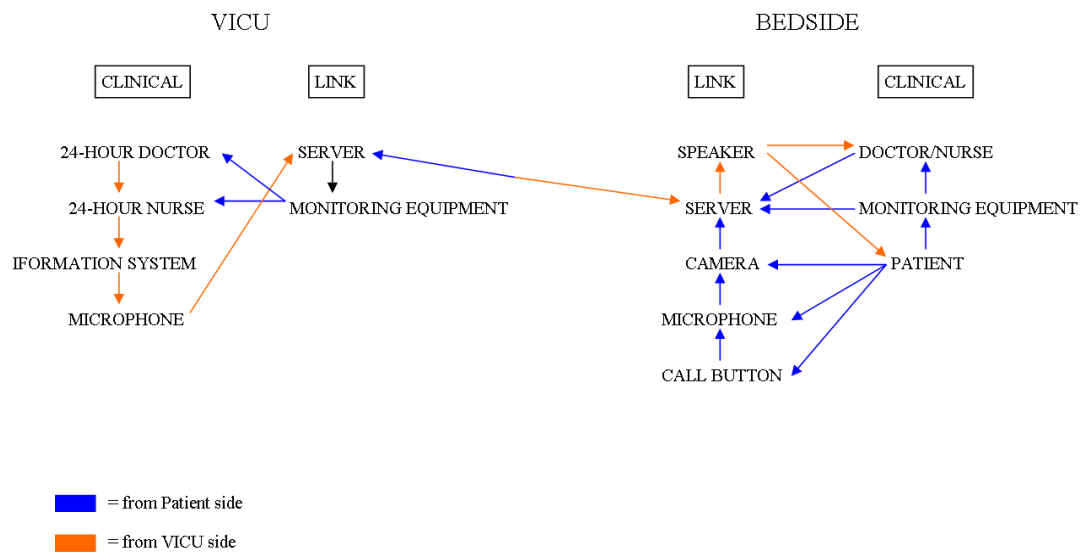 VICU
BEDSIDE
CLINICAL
LINK
LINK
CLINICAL
24-HOUR DOCTOR
SERVER
SPEAKER
DOCTOR/NURSE
24-HOUR NURSE
MONITORING EQUIPMENT
SERVER
MONITORING EQUIPMENT
IFORMATION SYSTEM
CAMERA
PATIENT
MICROPHONE
MICROPHONE
CALL BUTTON
= from Patient side
= from VICU side